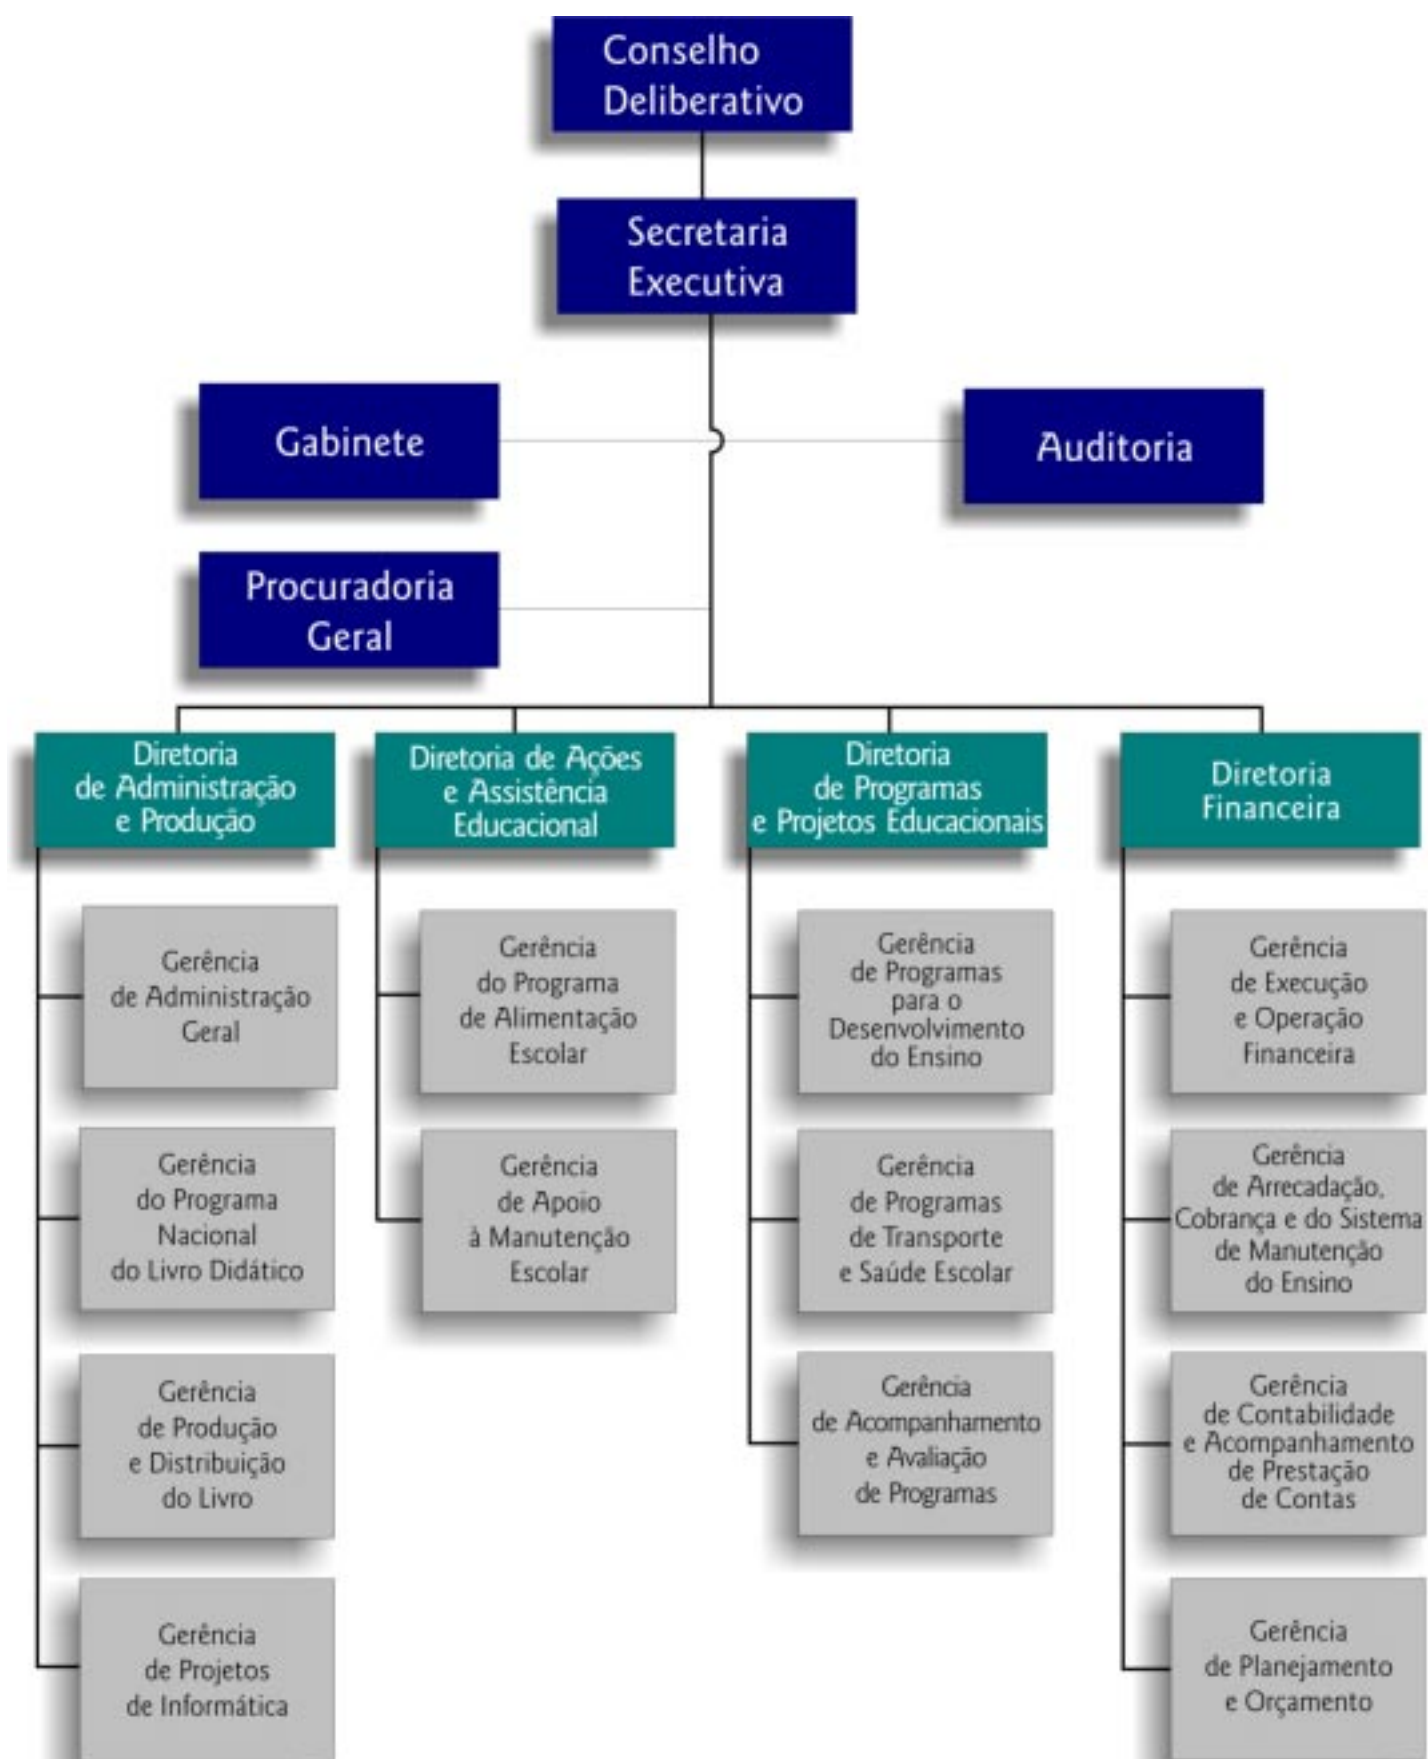 Conselho
Deliberativo
Secretaria
Executiva
Gabinete
Auditoria
Procuradoria
Geral
Diretoria
de Administração
e Produção
Diretoria de Ações
e Assistência
Educacional
Diretoria
de Programas
e Projetos Educacionais
Diretoria
Financeira
Gerência
de Administração
Geral
Gerência
do Programa
de Alimentação
Escolar
Gerência
de Programas
para o
Desenvolvimento
do Ensino
Gerência
de Execução
e Operação
Financeira
Gerência
do Programa
Nacional
do Livro Didático
Gerência
de Apoio
à Manutenção
Escolar
Gerência
de Programas
de Transporte
e Saúde Escolar
Gerência
de Arrecadação,
Cobrança e do Sistema
de Manutenção
do Ensino
Gerência
de Produção
e Distribuição
do Livro
Gerência
de Acompanhamento
e Avaliação
de Programas
Gerência
de Contabilidade
e Acompanhamento
de Prestação
de Contas
Gerência
de Projetos
de Informática
Gerência
de Planejamento
e Orçamento